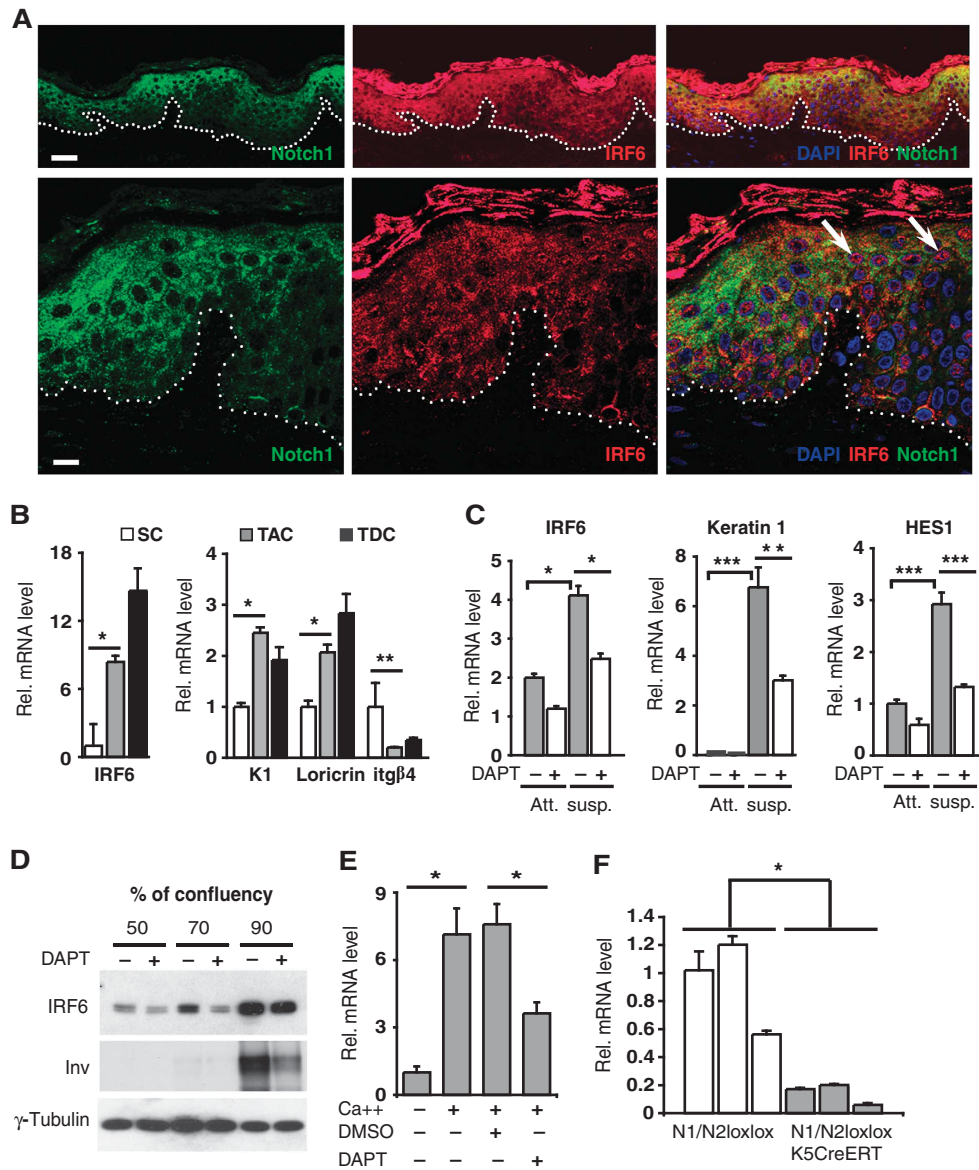 A
Notch1
IRF6
DAPI IRF6 Notch1
Notch1
IRF6
DAPI IRF6 Notch1
B
SC
TAC
TDC
Rel. mRNA level
18
12
6
0
*
IRF6
Rel. mRNA level
4
3
2
1
0
*
*
**
K1 Loricrin itgβ4
C
IRF6
Rel. mRNA level
5
4
3
2
1
0
*
*
DAPT – + – +
Att. susp.
Keratin 1
Rel. mRNA level
8
6
4
2
0
***
**
DAPT – + – +
Att. susp.
HES1
Rel. mRNA level
4
3
2
1
0
***
***
DAPT – + – +
Att. susp.
D
% of confluency
50 70 90
DAPT – + – + – +
IRF6
Inv
γ-Tubulin
E
Rel. mRNA level
9
6
3
0
*
*
Ca++ – + + +
DMSO – – + –
DAPT – – – +
F
Rel. mRNA level
1.4
1.2
1
0.8
0.6
0.4
0.2
0
*
N1/N2loxlox
N1/N2loxlox
K5CreERT